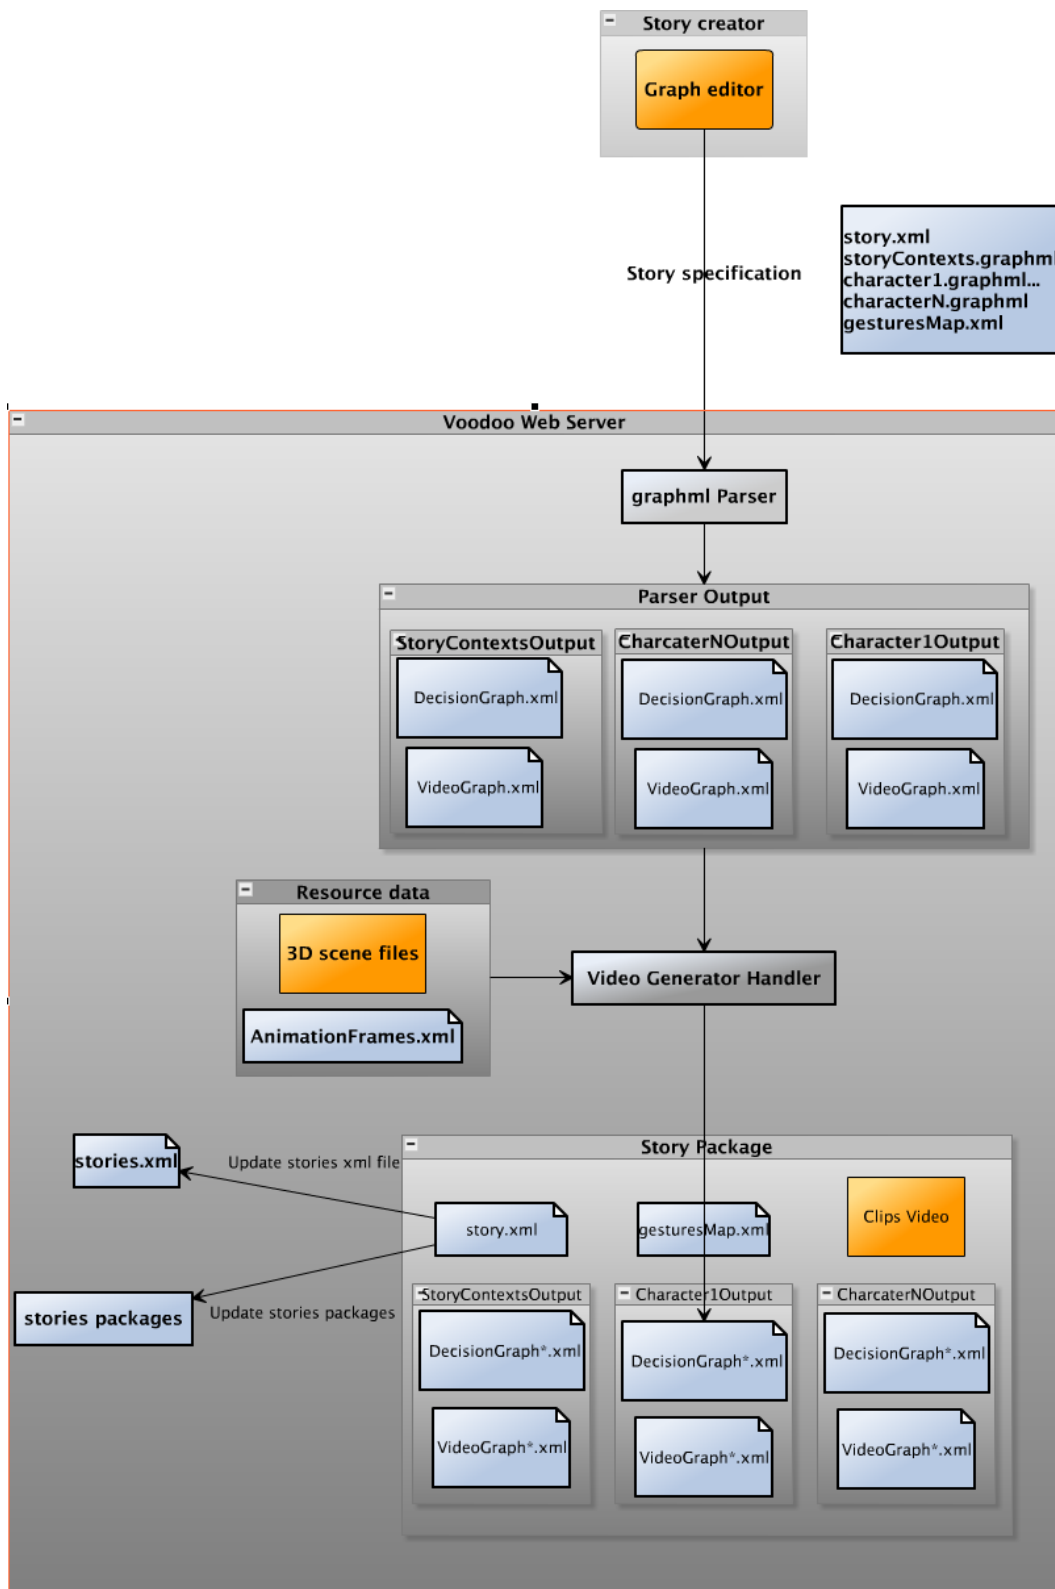 Story creator
Graph editor
Story specification
story.xml
storyContexts.graphml
character1.graphml...
characterN.graphml
gesturesMap.xml
Voodoo Web Server
graphml Parser
Parser Output
StoryContextsOutput
CharcaterNOutput
Character1Output
DecisionGraph.xml
DecisionGraph.xml
DecisionGraph.xml
VideoGraph.xml
VideoGraph.xml
VideoGraph.xml
Resource data
3D scene files
AnimationFrames.xml
Video Generator Handler
Story Package
stories.xml
Update stories xml file
story.xml
gesturesMap.xml
Clips Video
stories packages
Update stories packages
StoryContextsOutput
Character1Output
CharcaterNOutput
DecisionGraph*.xml
DecisionGraph*.xml
DecisionGraph*.xml
VideoGraph*.xml
VideoGraph*.xml
VideoGraph*.xml